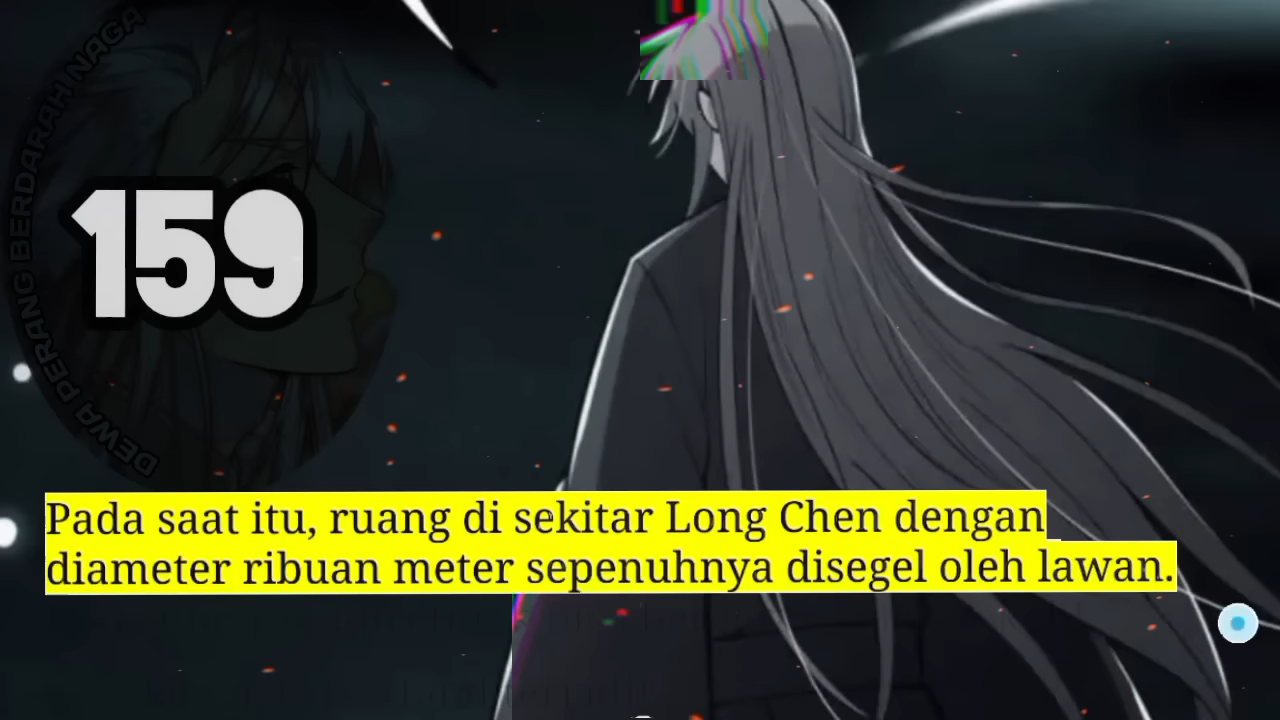 DEWA PERANG BERDARAH NAGA
159
Pada saat itu, ruang di sekitar Long Chen dengan
diameter ribuan meter sepenuhnya disegel oleh lawan.